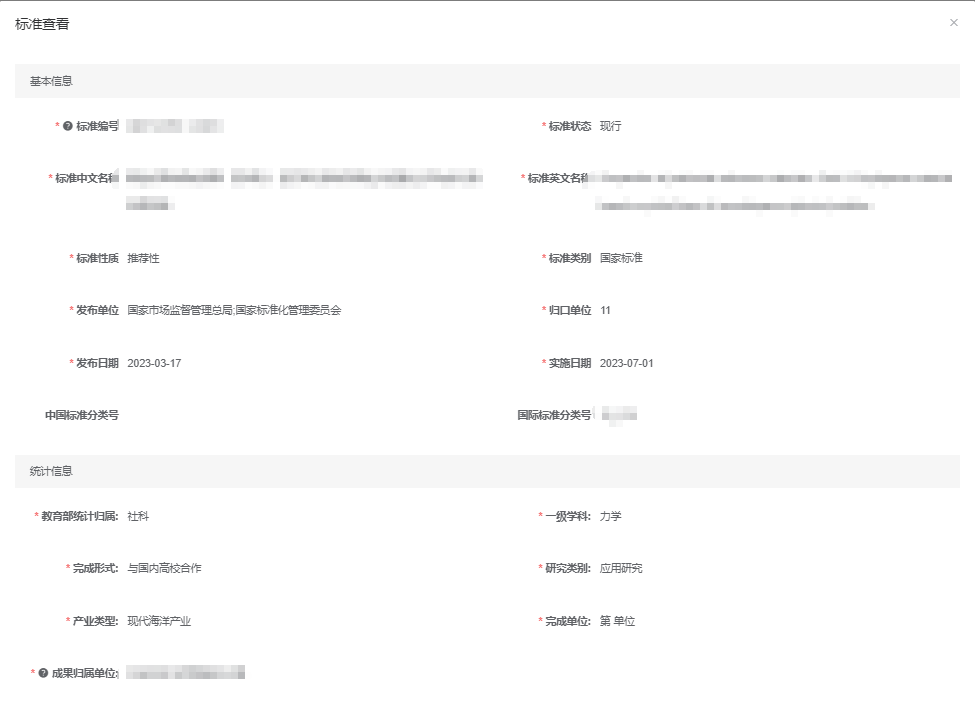 标准查看
×
基本信息
* ? 标准编号
* 标准状态 现行
* 标准中文名称
* 标准英文名称
* 标准性质 推荐性
* 标准类别 国家标准
* 发布单位 国家市场监督管理总局;国家标准化管理委员会
* 归口单位 11
* 发布日期 2023-03-17
* 实施日期 2023-07-01
中国标准分类号
国际标准分类号
统计信息
* 教育部统计归属: 社科
* 一级学科: 力学
* 完成形式: 与国内高校合作
* 研究类别: 应用研究
* 产业类型: 现代海洋产业
* 完成单位: 第 单位
* ? 成果归属单位: